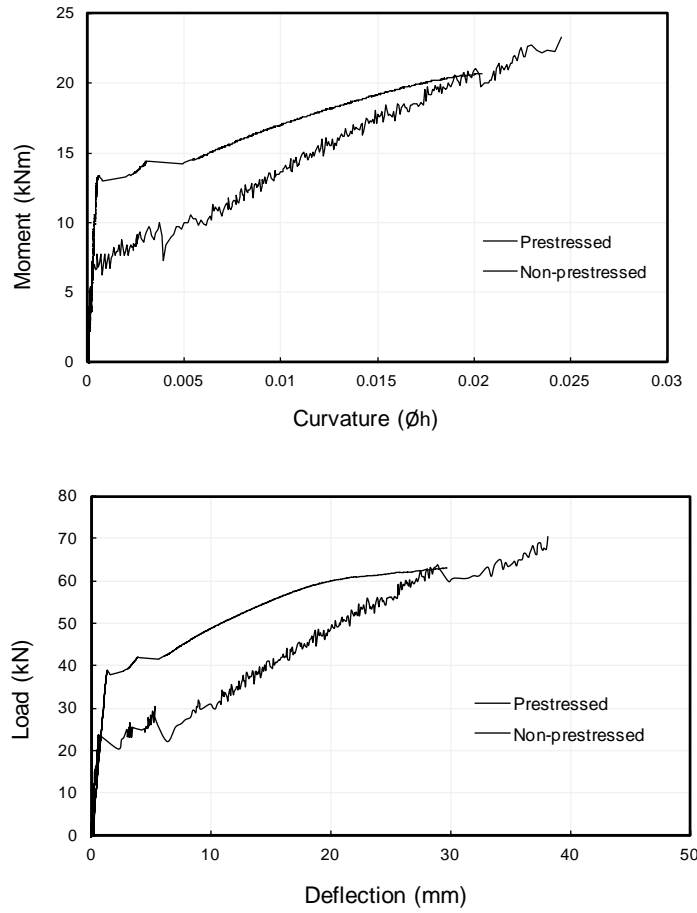 25
20
15
10
5
0
Moment (kNm)
Prestressed
Non-prestressed
0 0.005 0.01 0.015 0.02 0.025 0.03
Curvature (Øh)
80
70
60
50
40
30
20
10
0
Load (kN)
Prestressed
Non-prestressed
0 10 20 30 40 50
Deflection (mm)